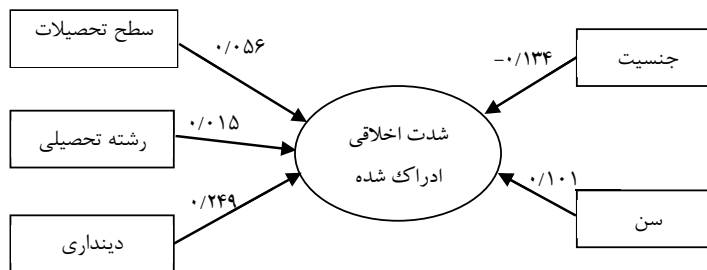 سطح تحصیلات
۰/۰۵۶
جنسیت
−۰/۱۳۴
رشته تحصیلی
۰/۰۱۵
شدت اخلاقی
ادراک شده
دینداری
۰/۲۴۹
سن
۰/۱۰۱